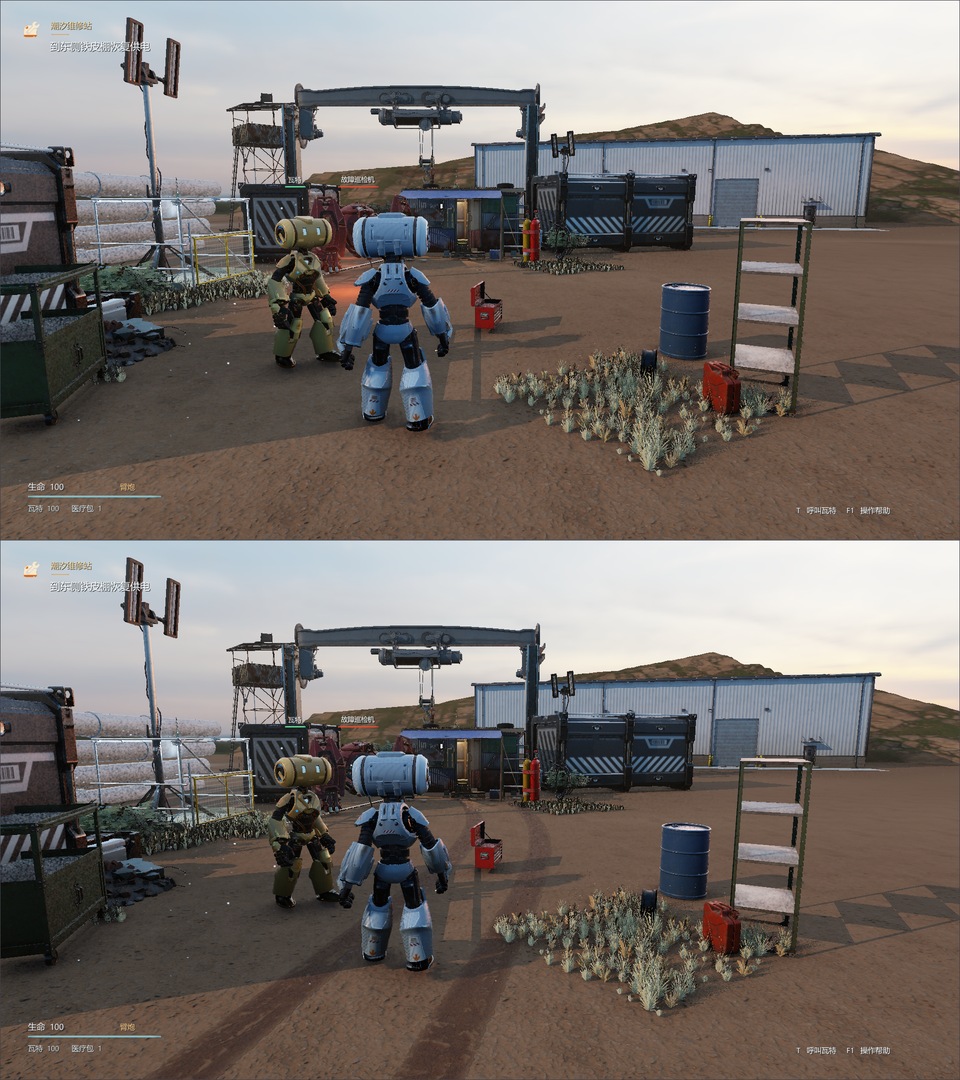 潮汐维修站
到东侧铁皮棚恢复供电
瓦特
故障巡检机
生命 100
臂炮
瓦特 100 医疗包 1
T 呼叫瓦特 F1 操作帮助
潮汐维修站
到东侧铁皮棚恢复供电
瓦特
故障巡检机
生命 100
臂炮
瓦特 100 医疗包 1
T 呼叫瓦特 F1 操作帮助